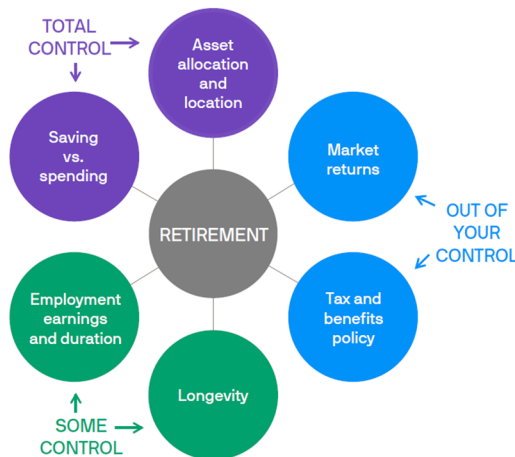 TOTAL
CONTROL
Asset
allocation
and
location
Saving
vs.
spending
Market
returns
RETIREMENT
OUT OF
YOUR
CONTROL
Employment
earnings
and duration
Tax and
benefits
policy
Longevity
SOME
CONTROL